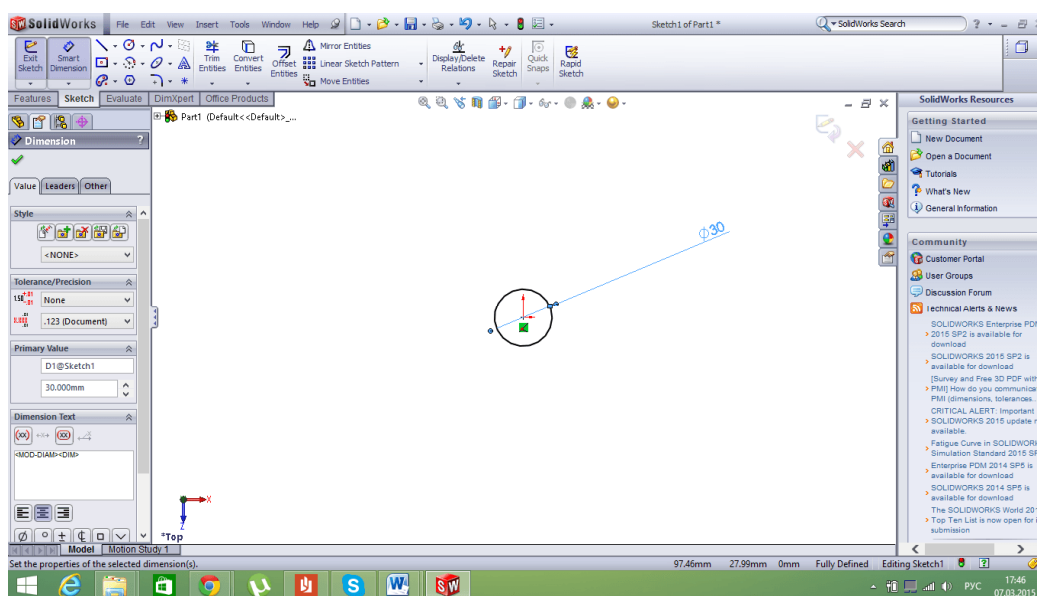 SolidWorks File Edit View Insert Tools Window Help Sketch1 of Part1 * SolidWorks Search ?
Exit Sketch
Smart Dimension
Trim Entities
Convert Entities
Offset Entities
Mirror Entities
Linear Sketch Pattern
Move Entities
Display/Delete Relations
Repair Sketch
Quick Snaps
Rapid Sketch
Features Sketch Evaluate DimXpert Office Products
Part1 (Default<<Default>_...
Dimension ?
Value Leaders Other
Style
<NONE>
Tolerance/Precision
None
.123 (Document)
Primary Value
D1@Sketch1
30.000mm
Dimension Text
(xx) (xx)
<MOD-DIAM><DIM>
Ø ° ±
Ø30
X
Z
*Top
Model Motion Study 1
SolidWorks Resources
Getting Started
New Document
Open a Document
Tutorials
What's New
General Information
Community
Customer Portal
User Groups
Discussion Forum
Technical Alerts & News
SOLIDWORKS Enterprise PDM
2015 SP2 is available for
download
SOLIDWORKS 2015 SP2 is
available for download
[Survey and Free 3D PDF with
PMI] How do you communica
PMI (dimensions, tolerances...
CRITICAL ALERT: Important
SOLIDWORKS 2015 update
available.
Fatigue Curve in SOLIDWOR
Simulation Standard 2015 SP
Enterprise PDM 2014 SP5 is
available for download
SOLIDWORKS 2014 SP5 is
available for download
The SOLIDWORKS World 201
Top Ten List is now open for
submission
Set the properties of the selected dimension(s). 97.46mm 27.99mm 0mm Fully Defined Editing Sketch1
РУС 17:46
07.03.2015